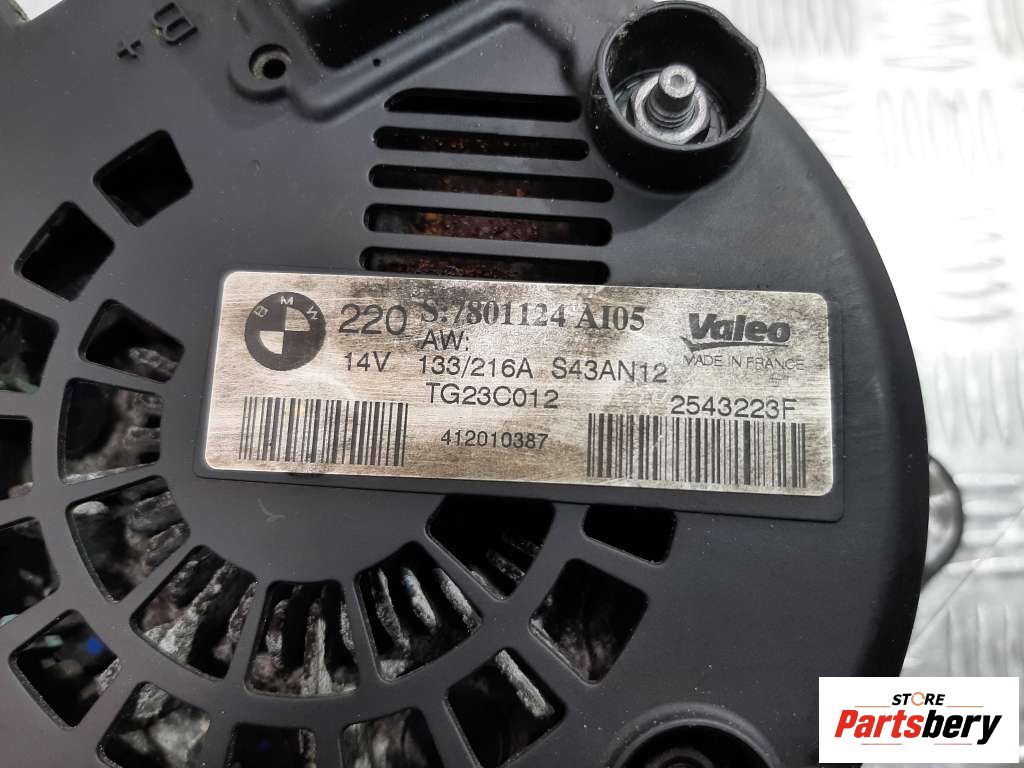 + B
BMW 220 S:7801124 AI05
AW:
14V 133/216A S43AN12
TG23C012
412010387
Valeo
MADE IN FRANCE
2543223F
STORE
Partsbery